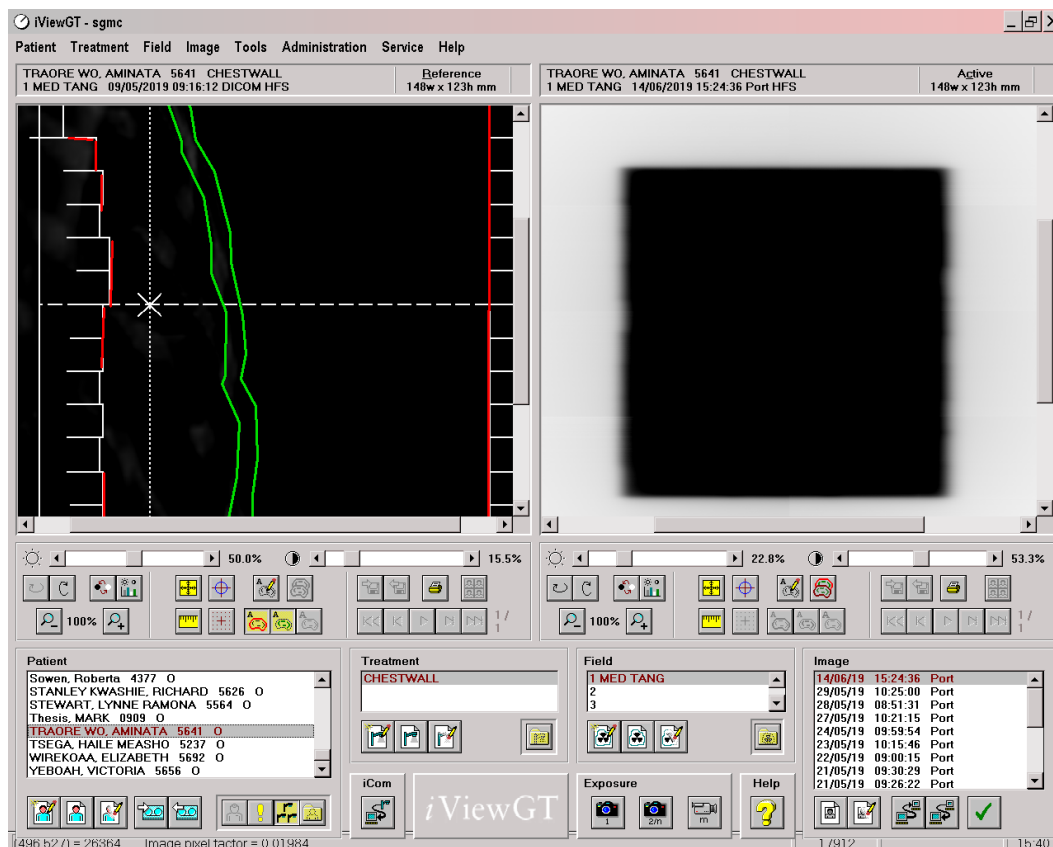 iViewGT - sgmc
Patient Treatment Field Image Tools Administration Service Help
TRAORE WO, AMINATA 5641 CHESTWALL
1 MED TANG 09/05/2019 09:16:12 DICOM HFS
Reference
148w x 123h mm
TRAORE WO, AMINATA 5641 CHESTWALL
1 MED TANG 14/06/2019 15:24:36 Port HFS
Active
148w x 123h mm
50.0%
15.5%
22.8%
53.3%
100%
1 /
1
100%
1 /
1
Patient
Sowen, Roberta 4377 O
STANLEY KWASHIE, RICHARD 5626 O
STEWART, LYNNE RAMONA 5564 O
Thesis, MARK 0909 O
TRAORE WO, AMINATA 5641 O
TSEGA, HAILE MEASHO 5237 O
WIREKOAA, ELIZABETH 5692 O
YEBOAH, VICTORIA 5656 O
Treatment
CHESTWALL
Field
1 MED TANG
2
3
Image
14/06/19 15:24:36 Port
29/05/19 10:25:00 Port
28/05/19 08:51:31 Port
27/05/19 10:21:15 Port
24/05/19 09:59:54 Port
23/05/19 10:15:46 Port
22/05/19 09:00:15 Port
21/05/19 09:30:29 Port
21/05/19 09:26:22 Port
iCom
iViewGT
Exposure
1
2/n
m
Help
(496,527) = 26364 Image pixel factor = 0.01984
17912
15:40